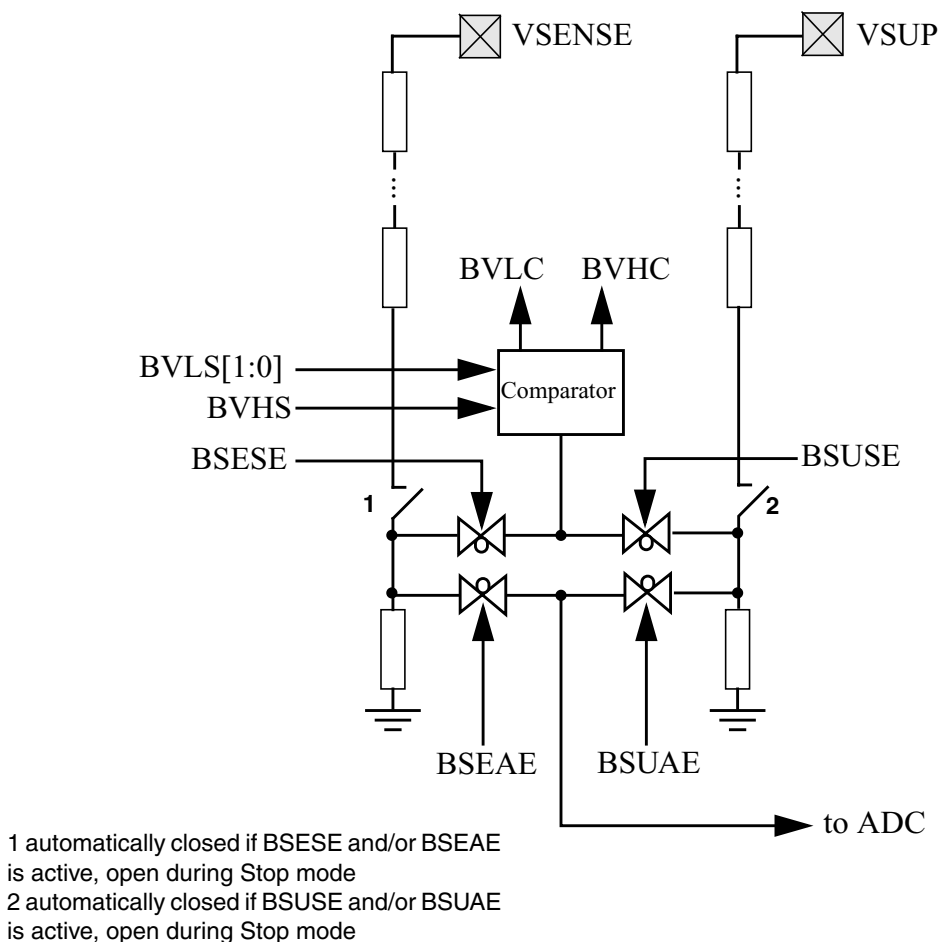 VSENSE
VSUP
BVLC
BVHC
BVLS[1:0]
Comparator
BVHS
BSESE
BSUSE
1
2
BSEAE
BSUAE
to ADC
1 automatically closed if BSESE and/or BSEAE
is active, open during Stop mode
2 automatically closed if BSUSE and/or BSUAE
is active, open during Stop mode